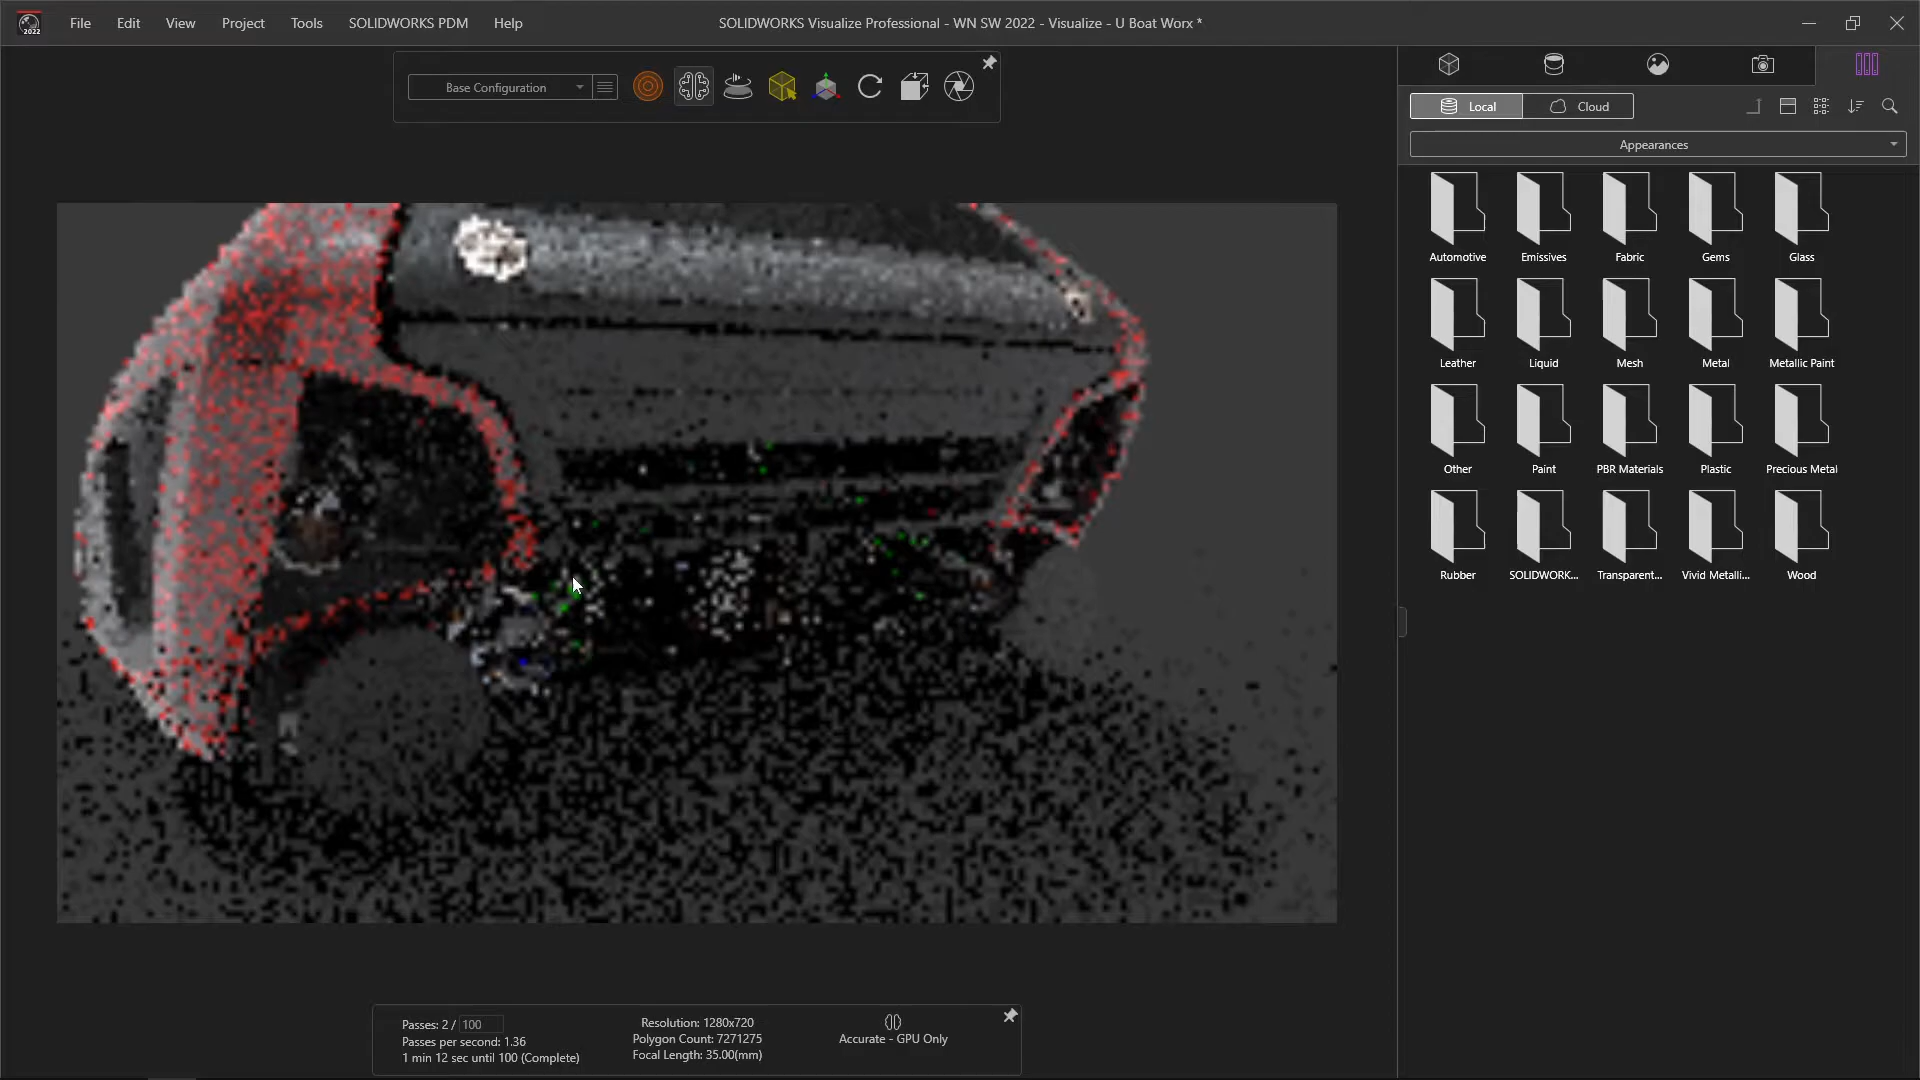 2022
File Edit View Project Tools SOLIDWORKS PDM Help
SOLIDWORKS Visualize Professional - WN SW 2022 - Visualize - U Boat Worx *
Base Configuration
Local Cloud
Appearances
Automotive Emissives Fabric Gems Glass
Leather Liquid Mesh Metal Metallic Paint
Other Paint PBR Materials Plastic Precious Metal
Rubber SOLIDWORK... Transparent... Vivid Metalli... Wood
Passes: 2 / 100
Passes per second: 1.36
1 min 12 sec until 100 (Complete)
Resolution: 1280x720
Polygon Count: 7271275
Focal Length: 35.00(mm)
Accurate - GPU Only